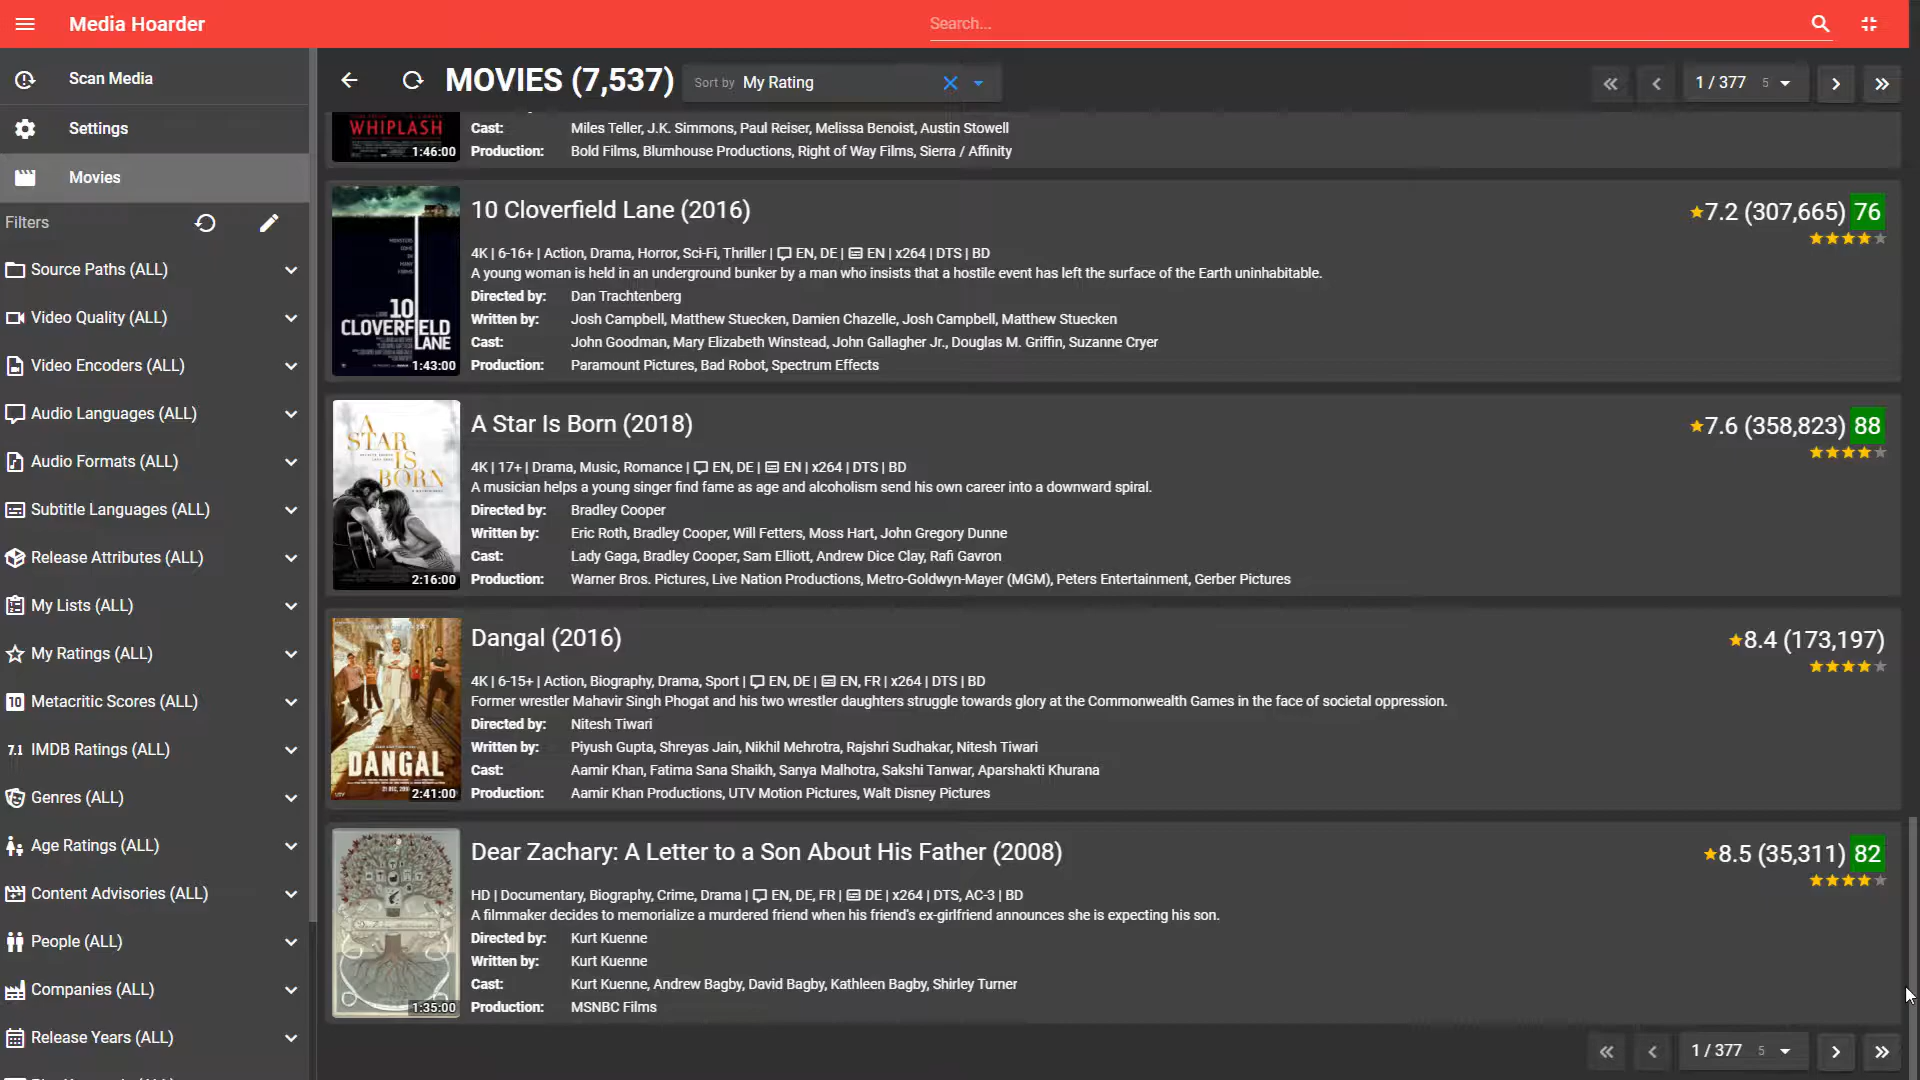 Media Hoarder
Search...
Scan Media
Settings
Movies
Filters
Source Paths (ALL)
Video Quality (ALL)
Video Encoders (ALL)
Audio Languages (ALL)
Audio Formats (ALL)
Subtitle Languages (ALL)
Release Attributes (ALL)
My Lists (ALL)
My Ratings (ALL)
10 Metacritic Scores (ALL)
7.1 IMDB Ratings (ALL)
Genres (ALL)
Age Ratings (ALL)
Content Advisories (ALL)
People (ALL)
Companies (ALL)
Release Years (ALL)
MOVIES (7,537)
Sort by My Rating
1 / 377 5
WHIPLASH
1:46:00
Cast: Miles Teller, J.K. Simmons, Paul Reiser, Melissa Benoist, Austin Stowell
Production: Bold Films, Blumhouse Productions, Right of Way Films, Sierra / Affinity
10
CLOVERFIELD
LANE
1:43:00
10 Cloverfield Lane (2016)
7.2 (307,665) 76
4K | 6-16+ | Action, Drama, Horror, Sci-Fi, Thriller | EN, DE | EN | x264 | DTS | BD
A young woman is held in an underground bunker by a man who insists that a hostile event has left the surface of the Earth uninhabitable.
Directed by: Dan Trachtenberg
Written by: Josh Campbell, Matthew Stuecken, Damien Chazelle, Josh Campbell, Matthew Stuecken
Cast: John Goodman, Mary Elizabeth Winstead, John Gallagher Jr., Douglas M. Griffin, Suzanne Cryer
Production: Paramount Pictures, Bad Robot, Spectrum Effects
A
STAR
IS
BORN
2:16:00
A Star Is Born (2018)
7.6 (358,823) 88
4K | 17+ | Drama, Music, Romance | EN, DE | EN | x264 | DTS | BD
A musician helps a young singer find fame as age and alcoholism send his own career into a downward spiral.
Directed by: Bradley Cooper
Written by: Eric Roth, Bradley Cooper, Will Fetters, Moss Hart, John Gregory Dunne
Cast: Lady Gaga, Bradley Cooper, Sam Elliott, Andrew Dice Clay, Rafi Gavron
Production: Warner Bros. Pictures, Live Nation Productions, Metro-Goldwyn-Mayer (MGM), Peters Entertainment, Gerber Pictures
DANGAL
2:41:00
Dangal (2016)
8.4 (173,197)
4K | 6-15+ | Action, Biography, Drama, Sport | EN, DE | EN, FR | x264 | DTS | BD
Former wrestler Mahavir Singh Phogat and his two wrestler daughters struggle towards glory at the Commonwealth Games in the face of societal oppression.
Directed by: Nitesh Tiwari
Written by: Piyush Gupta, Shreyas Jain, Nikhil Mehrotra, Rajshri Sudhakar, Nitesh Tiwari
Cast: Aamir Khan, Fatima Sana Shaikh, Sanya Malhotra, Sakshi Tanwar, Aparshakti Khurana
Production: Aamir Khan Productions, UTV Motion Pictures, Walt Disney Pictures
1:35:00
Dear Zachary: A Letter to a Son About His Father (2008)
8.5 (35,311) 82
HD | Documentary, Biography, Crime, Drama | EN, DE, FR | DE | x264 | DTS, AC-3 | BD
A filmmaker decides to memorialize a murdered friend when his friend's ex-girlfriend announces she is expecting his son.
Directed by: Kurt Kuenne
Written by: Kurt Kuenne
Cast: Kurt Kuenne, Andrew Bagby, David Bagby, Kathleen Bagby, Shirley Turner
Production: MSNBC Films
1 / 377 5